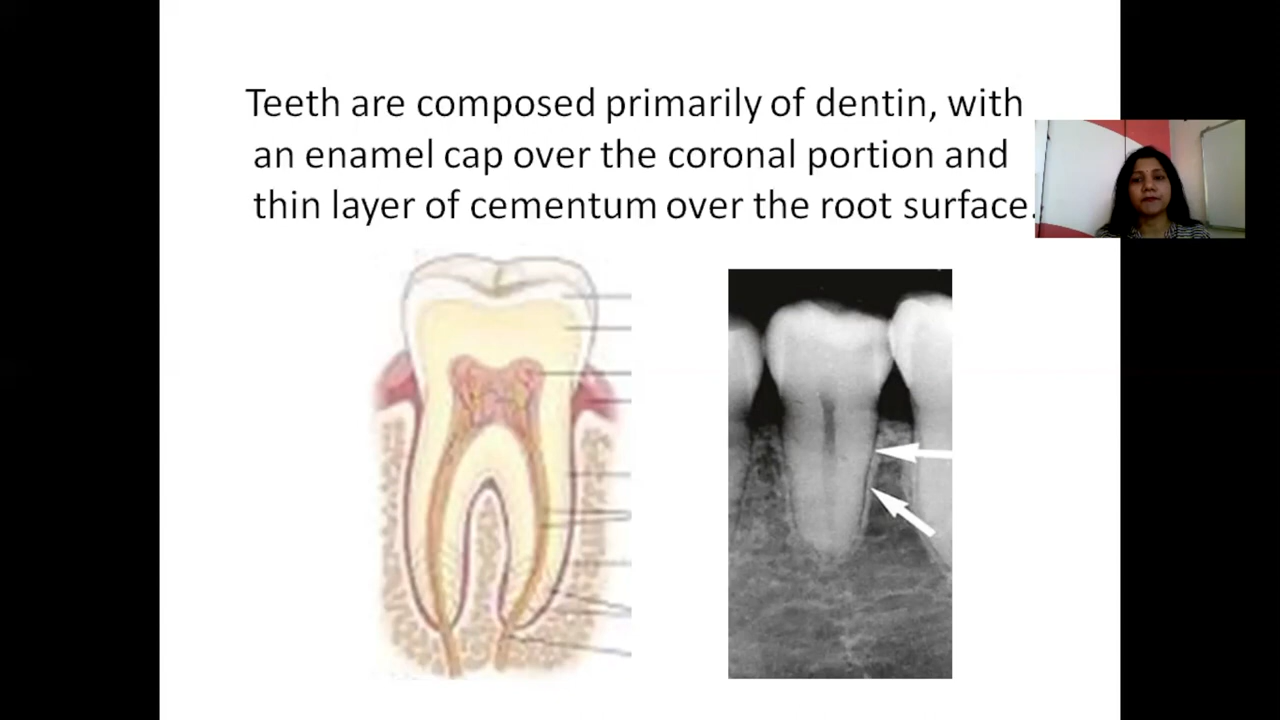 Teeth are composed primarily of dentin, with
an enamel cap over the coronal portion and
thin layer of cementum over the root surface.